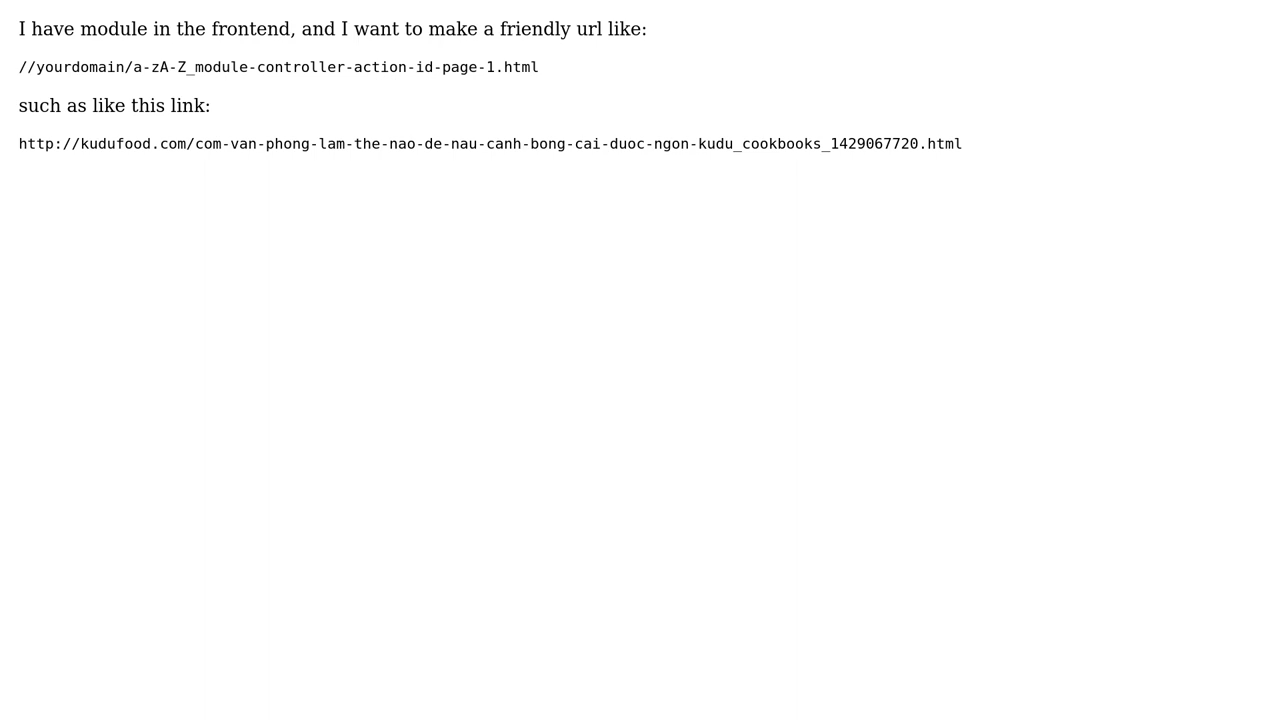 I have module in the frontend, and I want to make a friendly url like:
//yourdomain/a-zA-Z_module-controller-action-id-page-1.html
such as like this link:
http://kudufood.com/com-van-phong-lam-the-nao-de-nau-canh-bong-cai-duoc-ngon-kudu_cookbooks_1429067720.html